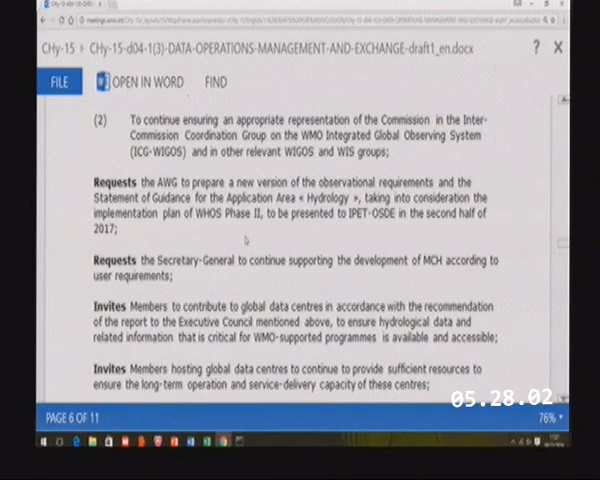 CHy-15 › CHy-15-d04-1(3)-DATA-OPERATIONS-MANAGEMENT-AND-EXCHANGE-draft1_en.docx ? X
FILE OPEN IN WORD FIND
(2) To continue ensuring an appropriate representation of the Commission in the Inter-
Commission Coordination Group on the WMO Integrated Global Observing System
(ICG-WIGOS) and in other relevant WIGOS and WIS groups;
Requests the AWG to prepare a new version of the observational requirements and the
Statement of Guidance for the Application Area « Hydrology », taking into consideration the
implementation plan of WHOS Phase II, to be presented to IPET-OSDE in the second half of
2017;
Requests the Secretary-General to continue supporting the development of MCH according to
user requirements;
Invites Members to contribute to global data centres in accordance with the recommendation
of the report to the Executive Council mentioned above, to ensure hydrological data and
related information that is critical for WMO-supported programmes is available and accessible;
Invites Members hosting global data centres to continue to provide sufficient resources to
ensure the long-term operation and service-delivery capacity of these centres;
05.28.02
PAGE 6 OF 11 76%